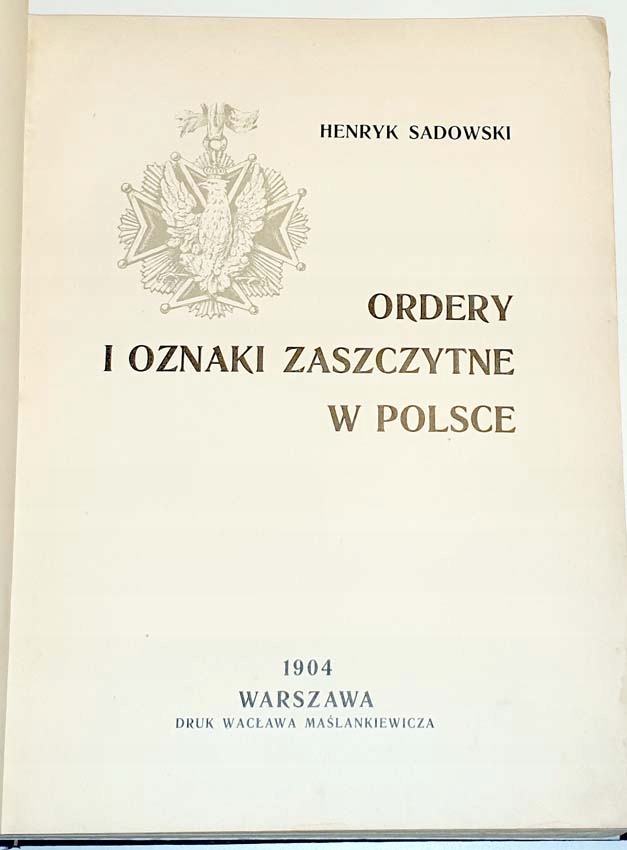 HENRYK SADOWSKI
ORDERY
I OZNAKI ZASZCZYTNE
W POLSCE
1904
WARSZAWA
DRUK WACŁAWA MAŚLANKIEWICZA